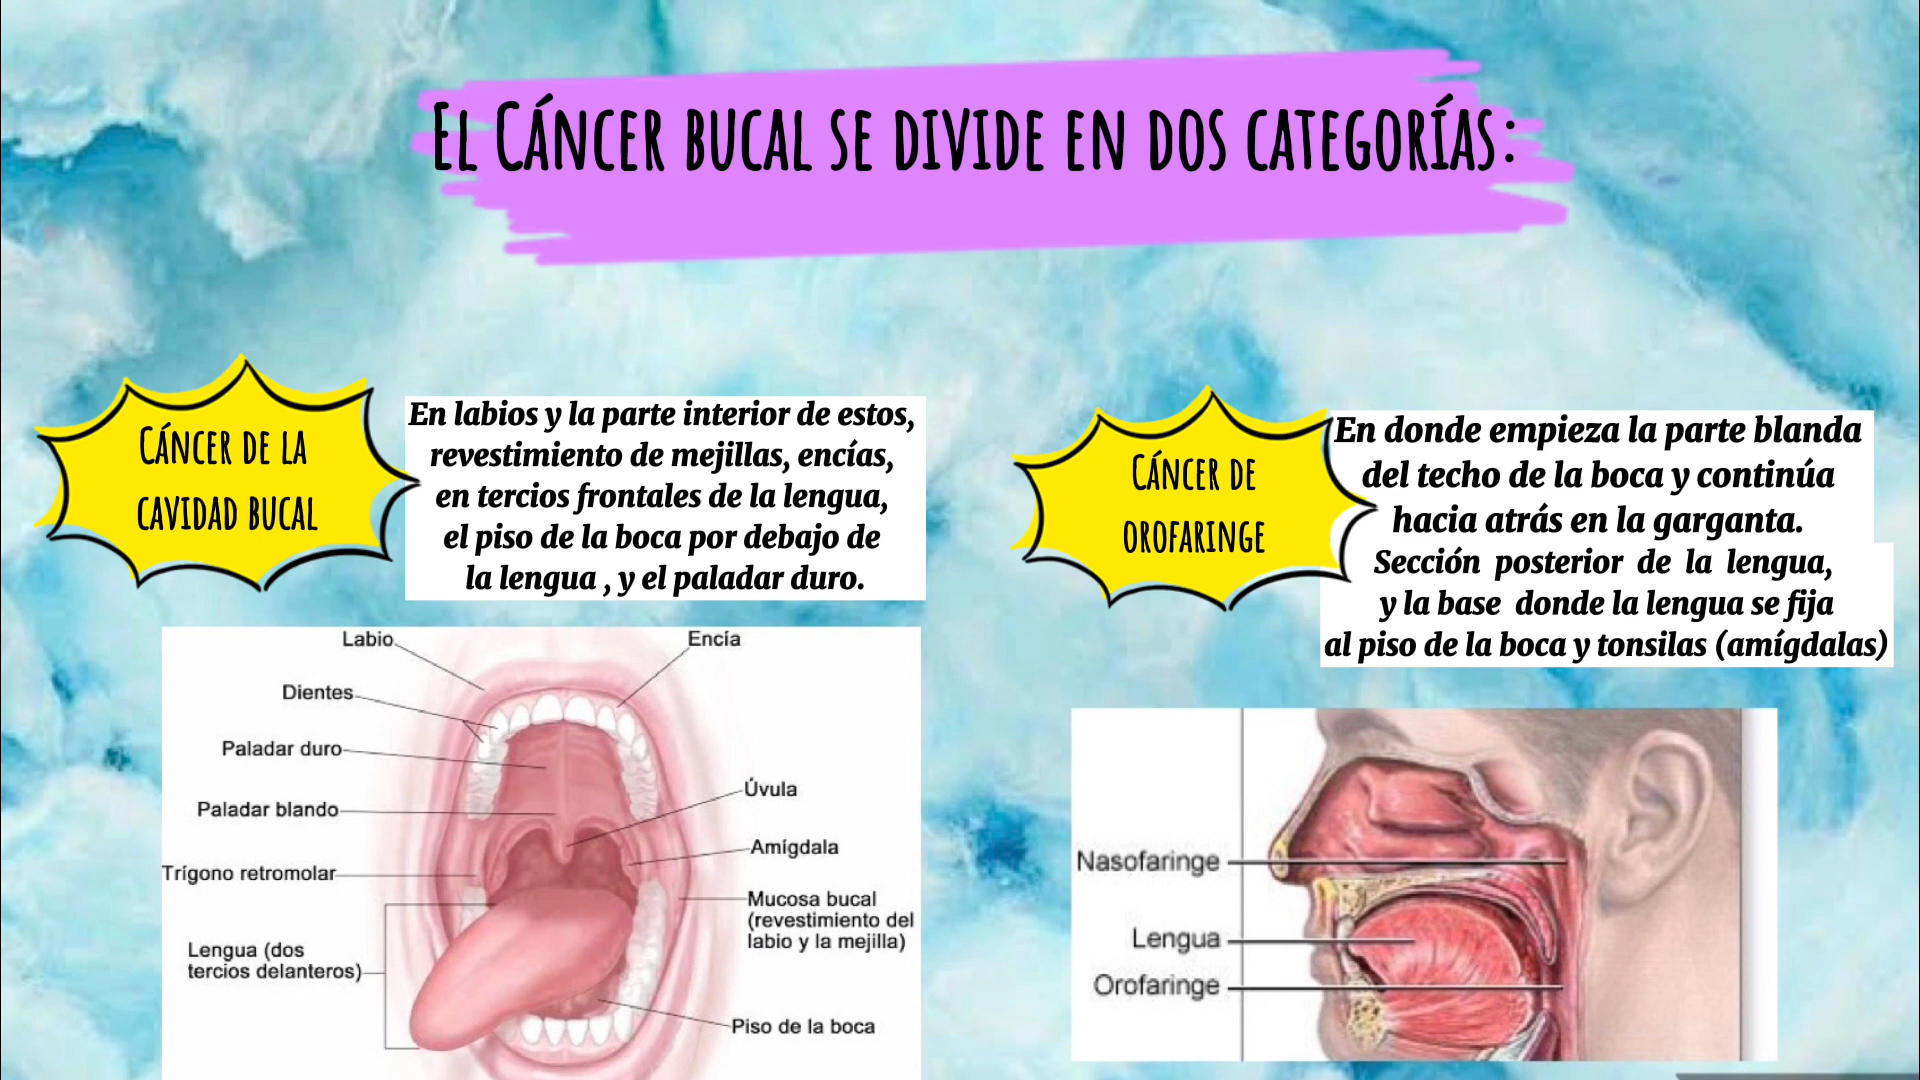 El Cáncer bucal se divide en dos categorías:
Cáncer de la
cavidad bucal
En labios y la parte interior de estos,
revestimiento de mejillas, encías,
en tercios frontales de la lengua,
el piso de la boca por debajo de
la lengua , y el paladar duro.
Cáncer de
orofaringe
En donde empieza la parte blanda
del techo de la boca y continúa
hacia atrás en la garganta.
Sección posterior de la lengua,
y la base donde la lengua se fija
al piso de la boca y tonsilas (amígdalas)
Labio
Encía
Dientes
Paladar duro
Úvula
Paladar blando
Amígdala
Trígono retromolar
Mucosa bucal
(revestimiento del
labio y la mejilla)
Lengua (dos
tercios delanteros)
Piso de la boca
Nasofaringe
Lengua
Orofaringe